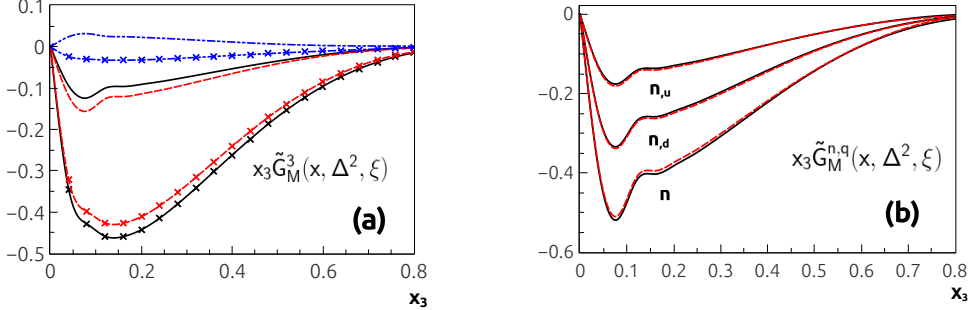 0.1
0
−0.1
−0.2
−0.3
−0.4
−0.5
0 0.2 0.4 0.6 0.8
x₃G̃³_M(x, Δ², ξ)
(a)
x₃
0
−0.2
−0.4
−0.6
0 0.1 0.2 0.3 0.4 0.5 0.6 0.7 0.8
n,u
n,d
n
x₃G̃^{n,q}_M(x, Δ², ξ)
(b)
x₃